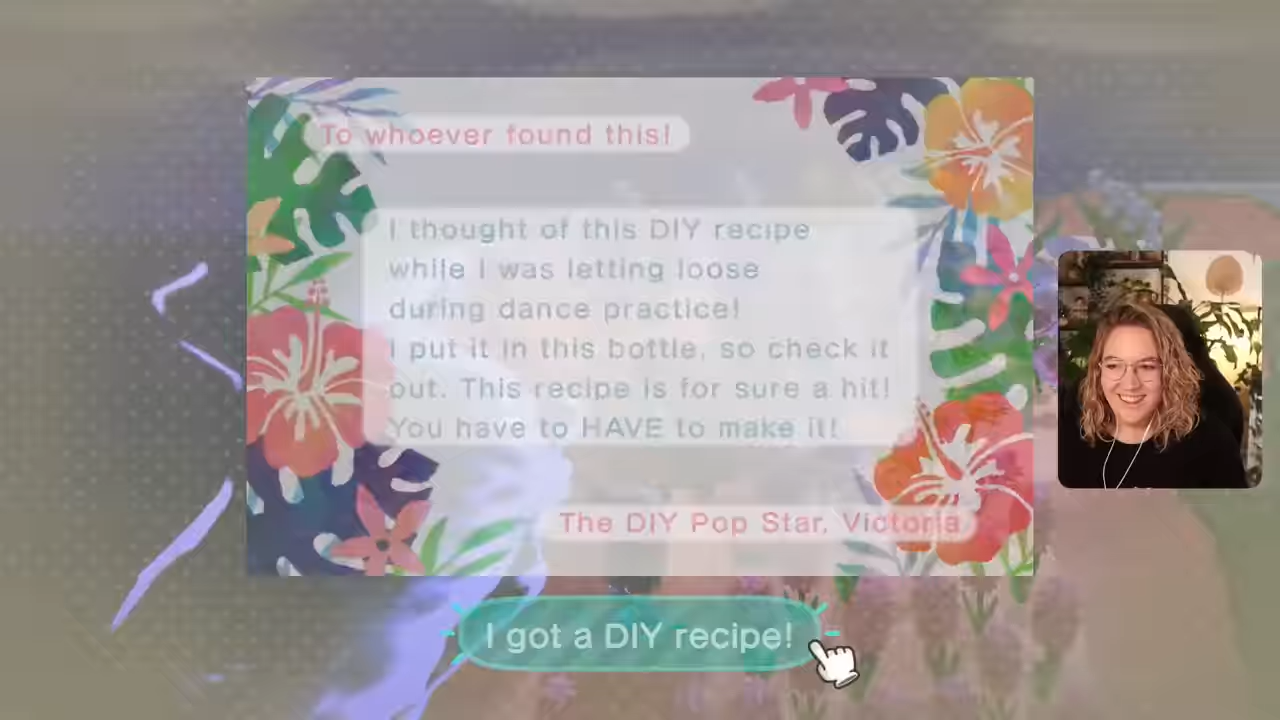 To whoever found this!
I thought of this DIY recipe
while I was letting loose
during dance practice!
I put it in this bottle, so check it
out. This recipe is for sure a hit!
You have to HAVE to make it!
The DIY Pop Star, Victoria
I got a DIY recipe!